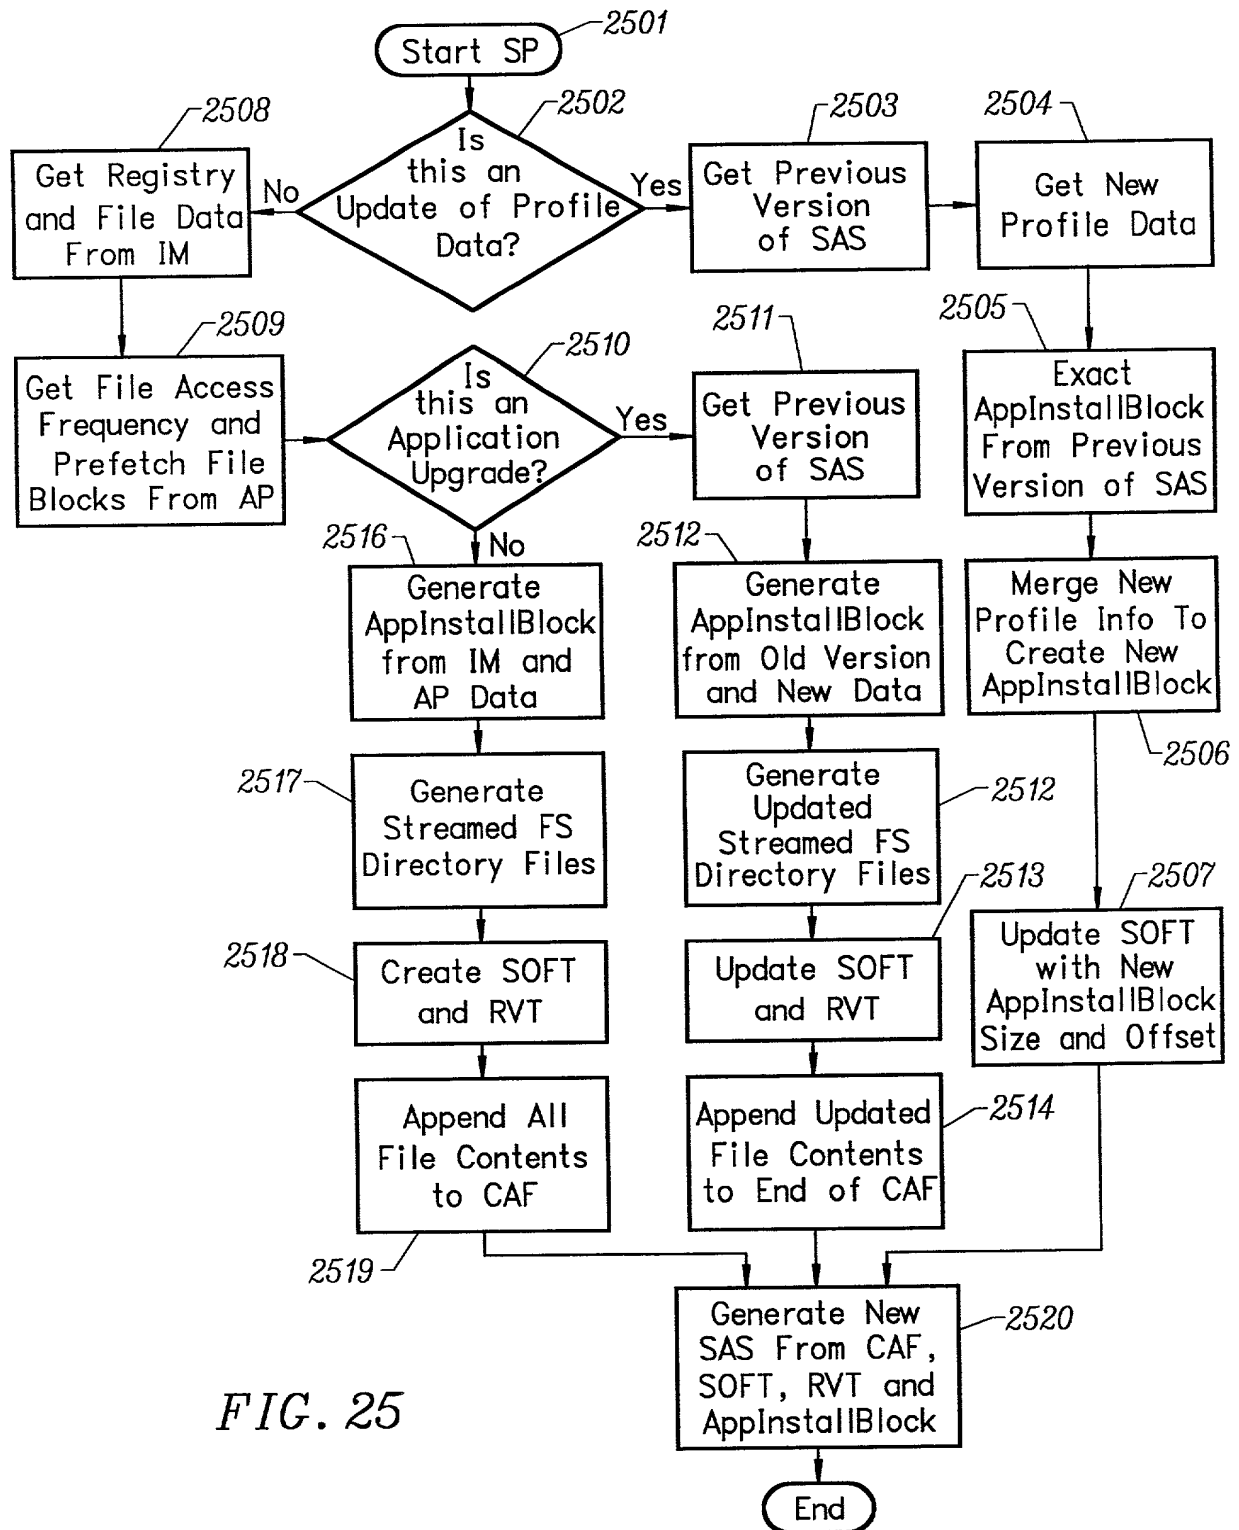 2501
Start SP
2502
Is
this an
Update of Profile
Data?
No
Yes
2508
Get Registry
and File Data
From IM
2503
Get Previous
Version
of SAS
2504
Get New
Profile Data
2509
Get File Access
Frequency and
Prefetch File
Blocks From AP
2510
Is
this an
Application
Upgrade?
Yes
No
2511
Get Previous
Version
of SAS
2505
Exact
AppInstallBlock
From Previous
Version of SAS
2516
Generate
AppInstallBlock
from IM and
AP Data
2512
Generate
AppInstallBlock
from Old Version
and New Data
Merge New
Profile Info To
Create New
AppInstallBlock
2506
2517
Generate
Streamed FS
Directory Files
Generate
Updated
Streamed FS
Directory Files
2512
2518
Create SOFT
and RVT
2513
Update SOFT
and RVT
2507
Update SOFT
with New
AppInstallBlock
Size and Offset
Append All
File Contents
to CAF
2519
Append Updated
File Contents
to End of CAF
2514
Generate New
SAS From CAF,
SOFT, RVT and
AppInstallBlock
2520
End
FIG. 25